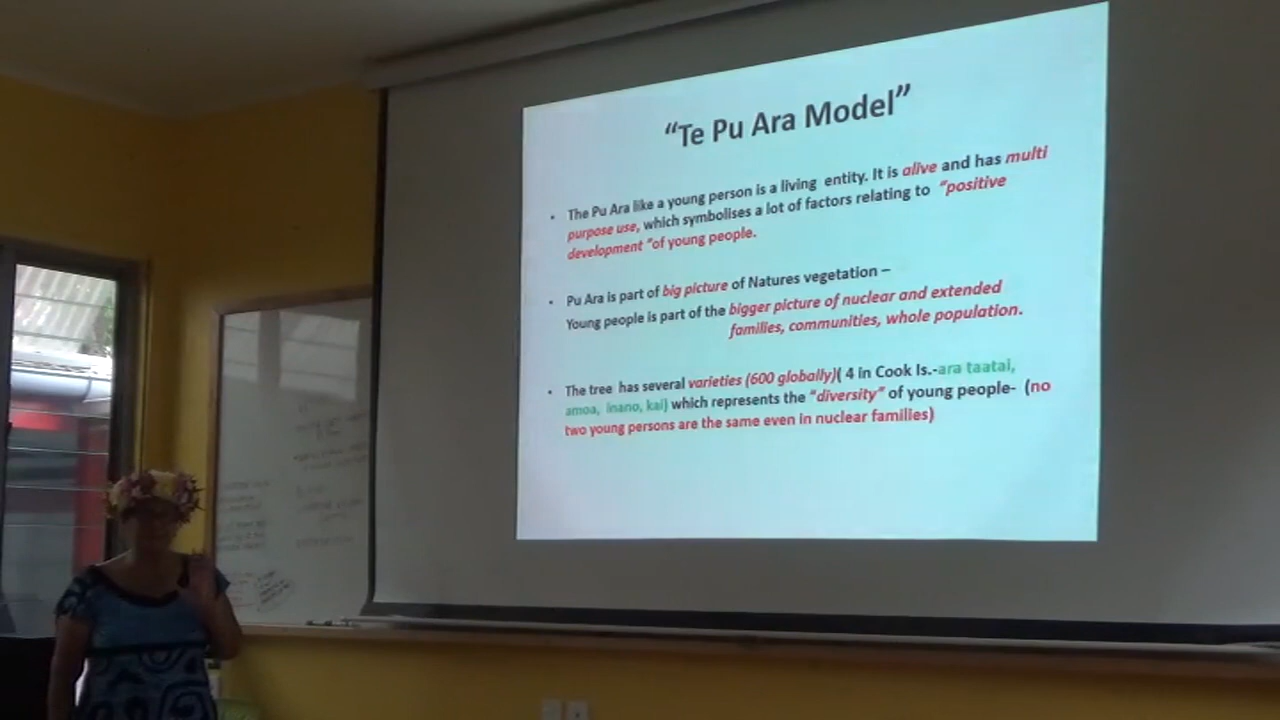 “Te Pu Ara Model”
• The Pu Ara like a young person is a living entity. It is alive and has multi
purpose use, which symbolises a lot of factors relating to “positive
development “of young people.
• Pu Ara is part of big picture of Natures vegetation –
Young people is part of the bigger picture of nuclear and extended
families, communities, whole population.
• The tree has several varieties (600 globally)( 4 in Cook Is.-ara taatai,
amoa, inano, kai) which represents the “diversity” of young people- (no
two young persons are the same even in nuclear families)